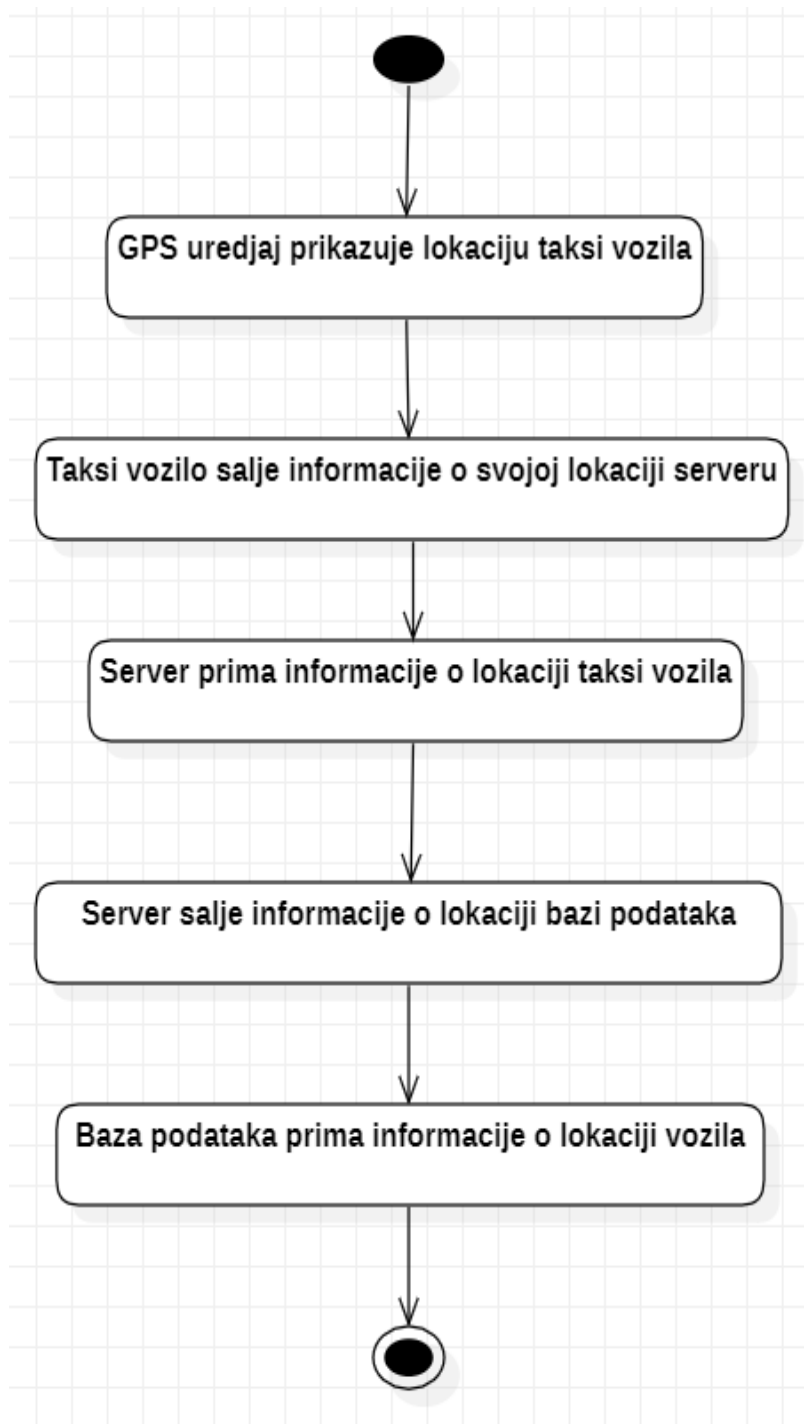 GPS uredjaj prikazuje lokaciju taksi vozila
Taksi vozilo salje informacije o svojoj lokaciji serveru
Server prima informacije o lokaciji taksi vozila
Server salje informacije o lokaciji bazi podataka
Baza podataka prima informacije o lokaciji vozila